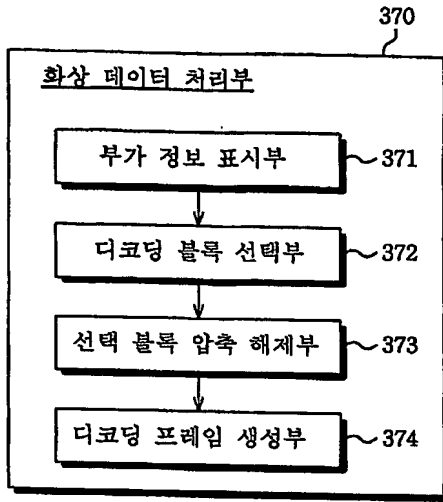 370
화상 데이터 처리부
부가 정보 표시부 371
디코딩 블록 선택부 372
선택 블록 압축 해제부 373
디코딩 프레임 생성부 374